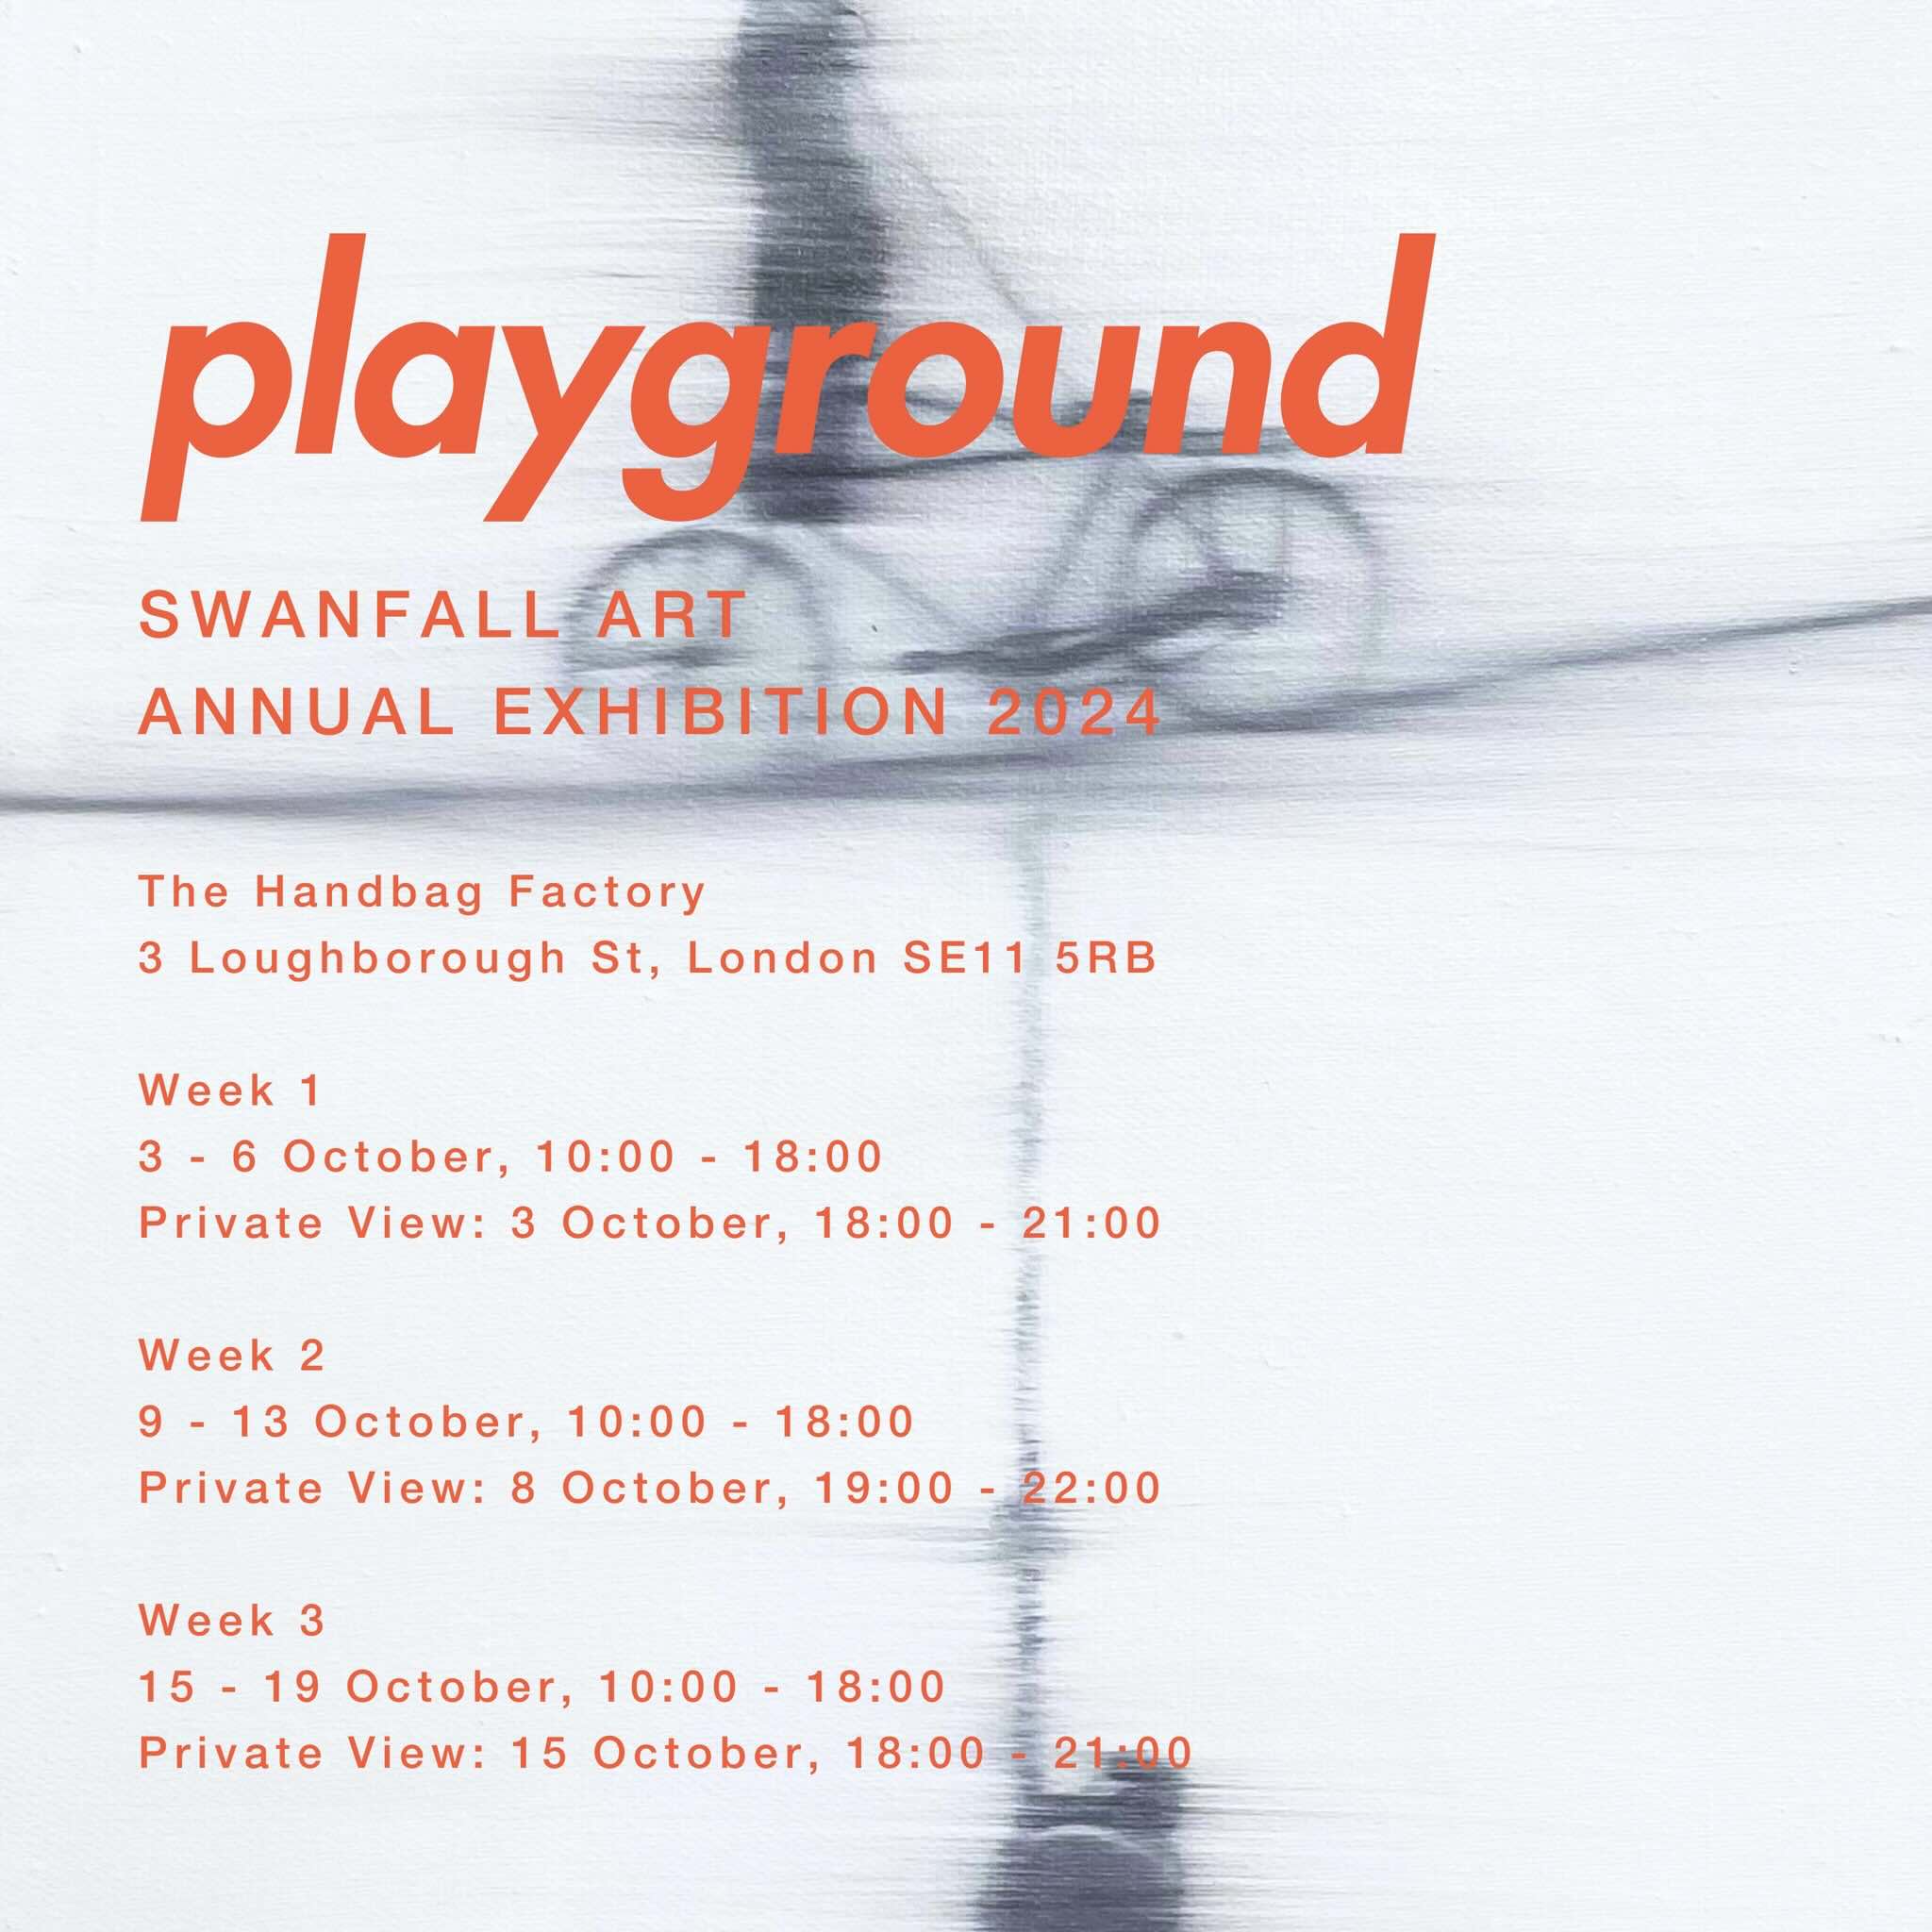 playground
SWANFALL ART
ANNUAL EXHIBITION 2024
The Handbag Factory
3 Loughborough St, London SE11 5RB
Week 1
3 - 6 October, 10:00 - 18:00
Private View: 3 October, 18:00 - 21:00
Week 2
9 - 13 October, 10:00 - 18:00
Private View: 8 October, 19:00 - 22:00
Week 3
15 - 19 October, 10:00 - 18:00
Private View: 15 October, 18:00 - 21:00